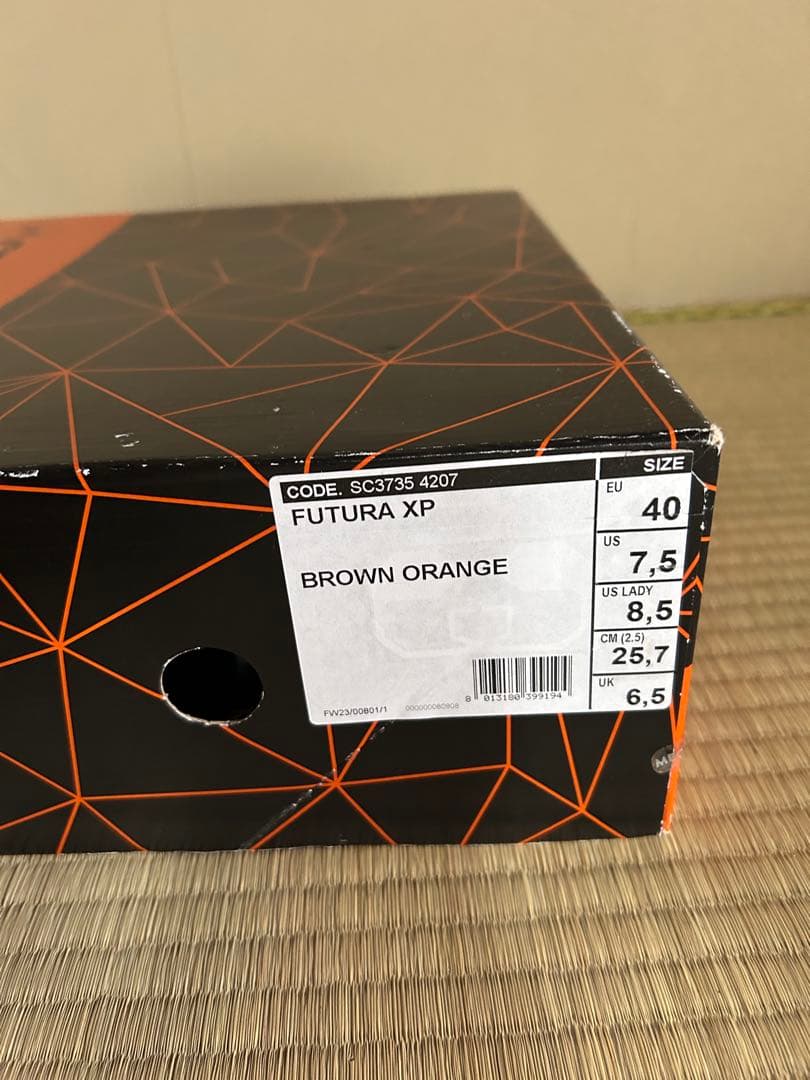 CODE. SC3735 4207
FUTURA XP
BROWN ORANGE
SIZE
EU
40
US
7,5
US LADY
8,5
CM (2.5)
25,7
UK
6,5
8 013180 399194
FW23/00B01/1
000000080808